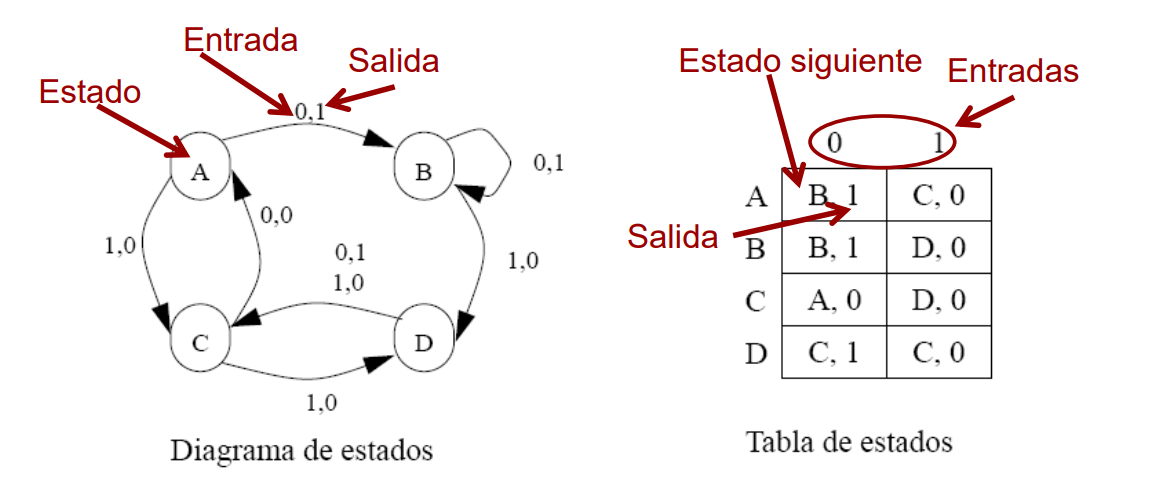 Entrada
Salida
Estado
0,1
A
B
0,1
0,0
1,0
0,1
1,0
1,0
C
D
1,0
Diagrama de estados
Estado siguiente
Entradas
0 1
A B, 1 C, 0
Salida
B B, 1 D, 0
C A, 0 D, 0
D C, 1 C, 0
Tabla de estados